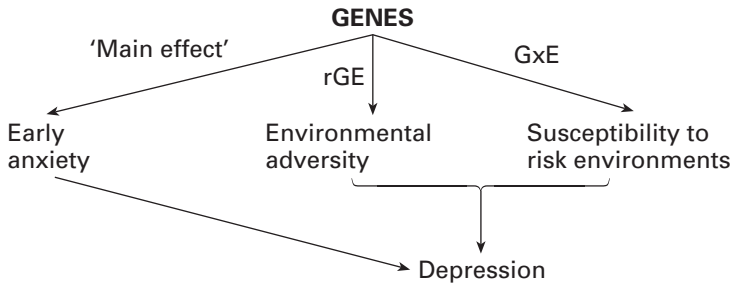 GENES
‘Main effect’
rGE
GxE
Early
anxiety
Environmental
adversity
Susceptibility to
risk environments
Depression